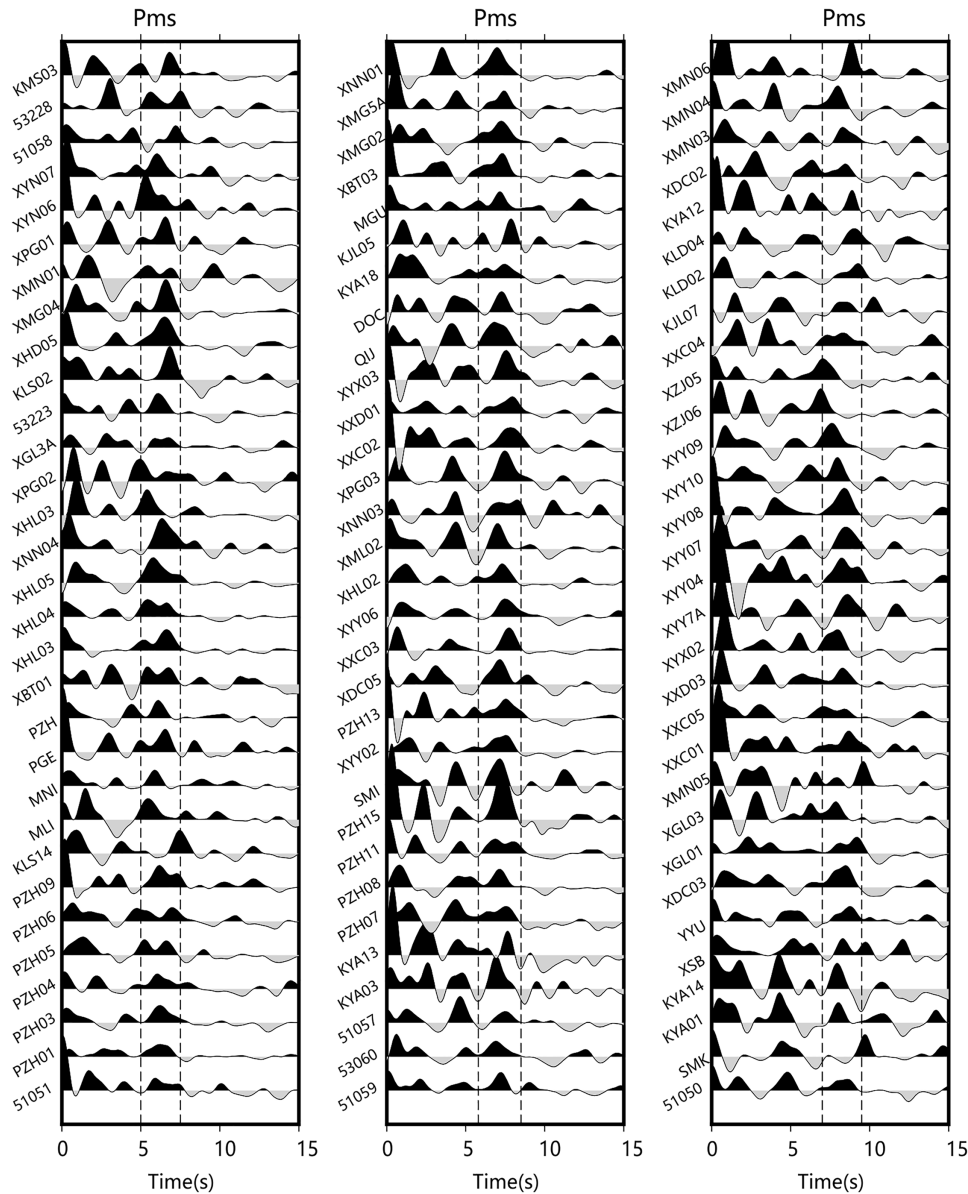 Pms
KMS03
53228
51058
XYN07
XYN06
XPG01
XMN01
XMG04
XHD05
KLS02
53223
XGL3A
XPG02
XHL03
XNN04
XHL05
XHL04
XHL03
XBT01
PZH
PGE
MNI
MLI
KLS14
PZH09
PZH06
PZH05
PZH04
PZH03
PZH01
51051
0 5 10 15
Time(s)
Pms
XNN01
XMG5A
XMG02
XBT03
MGU
KJL05
KYA18
DOC
QIJ
XYX03
XXD01
XXC02
XPG03
XNN03
XML02
XHL02
XYY06
XXC03
XDC05
PZH13
XYY02
SMI
PZH15
PZH11
PZH08
PZH07
KYA13
KYA03
51057
53060
51059
0 5 10 15
Time(s)
Pms
XMN06
XMN04
XMN03
XDC02
KYA12
KLD04
KLD02
KJL07
XXC04
XZJ05
XZJ06
XYY09
XYY10
XYY08
XYY07
XYY04
XYY7A
XYX02
XXD03
XXC05
XXC01
XMN05
XGL03
XGL01
XDC03
YYU
XSB
KYA14
KYA01
SMK
51050
0 5 10 15
Time(s)